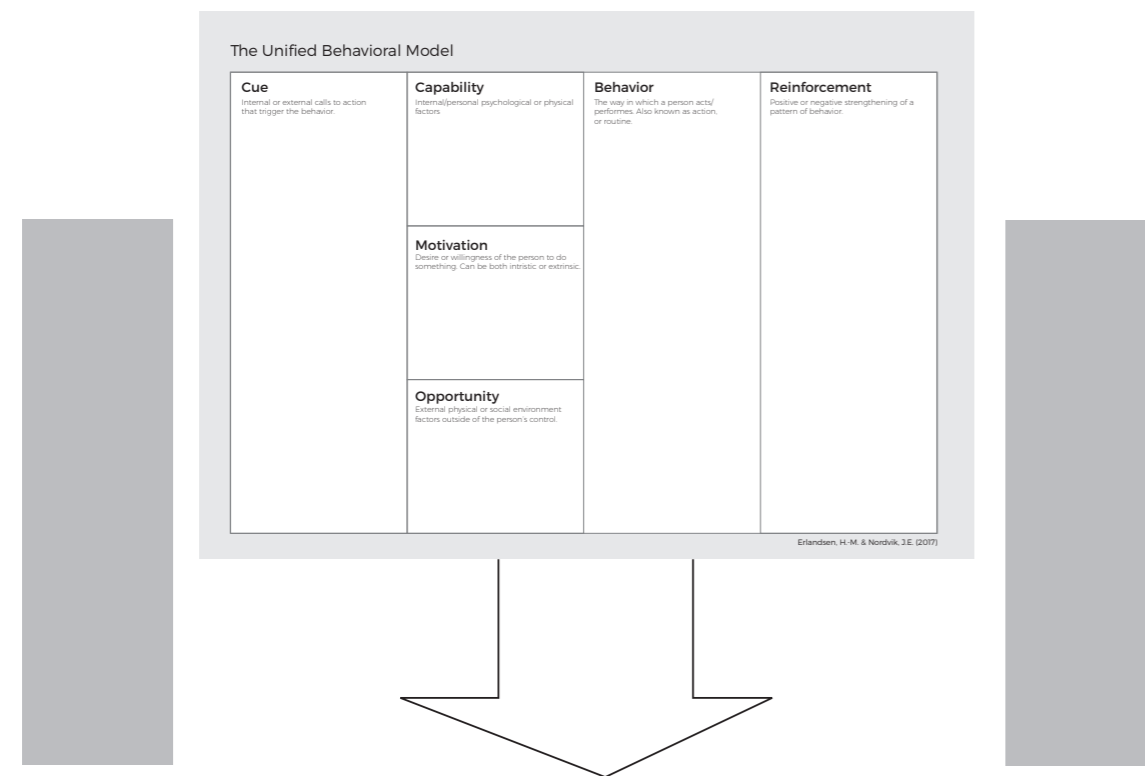 The Unified Behavioral Model
Cue
Internal or external calls to action
that trigger the behavior.
Capability
Internal/personal psychological or physical
factors.
Motivation
Desire or willingness of the person to do
something. Can be both intristic or extrinsic.
Opportunity
External physical or social environment
factors outside of the person's control.
Behavior
The way in which a person acts/
performes. Also known as action,
or routine.
Reinforcement
Positive or negative strengthening of a
pattern of behavior.
Erlandsen, H.-M. & Nordvik, J.E. (2017)